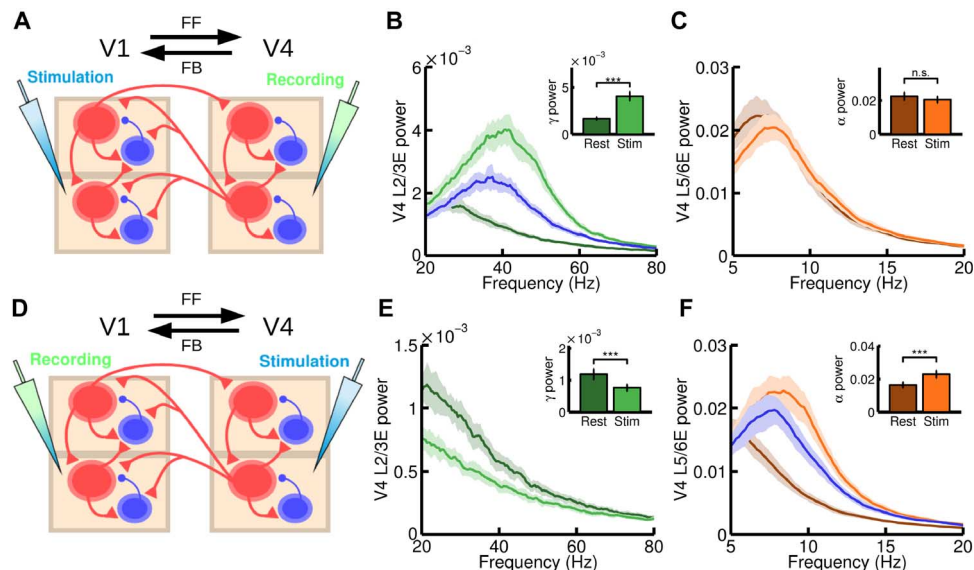 A
FF
V1 V4
FB
Stimulation
Recording
B
×10⁻³
V4 L2/3E power
6
4
2
0
20 40 60 80
Frequency (Hz)
×10⁻³
γ power
5
0
***
Rest Stim
C
V4 L5/6E power
0.03
0.02
0.01
0
5 10 15 20
Frequency (Hz)
α power
0.02
0
n.s.
Rest Stim
D
FF
V1 V4
FB
Recording
Stimulation
E
×10⁻³
V4 L2/3E power
1.5
1.0
0.5
0
20 40 60 80
Frequency (Hz)
×10⁻³
γ power
2
1
0
***
Rest Stim
F
V4 L5/6E power
0.03
0.02
0.01
0
5 10 15 20
Frequency (Hz)
α power
0.04
0.02
0
***
Rest Stim